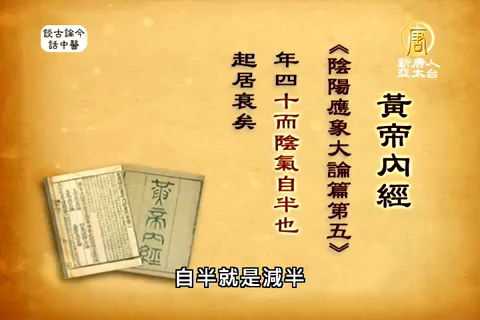 談古論今
話中醫
唐
新唐人
亞太台
黃帝內經
《陰陽應象大論篇第五》
年四十而陰氣自半也
起居衰矣
黃帝內經
自半就是減半